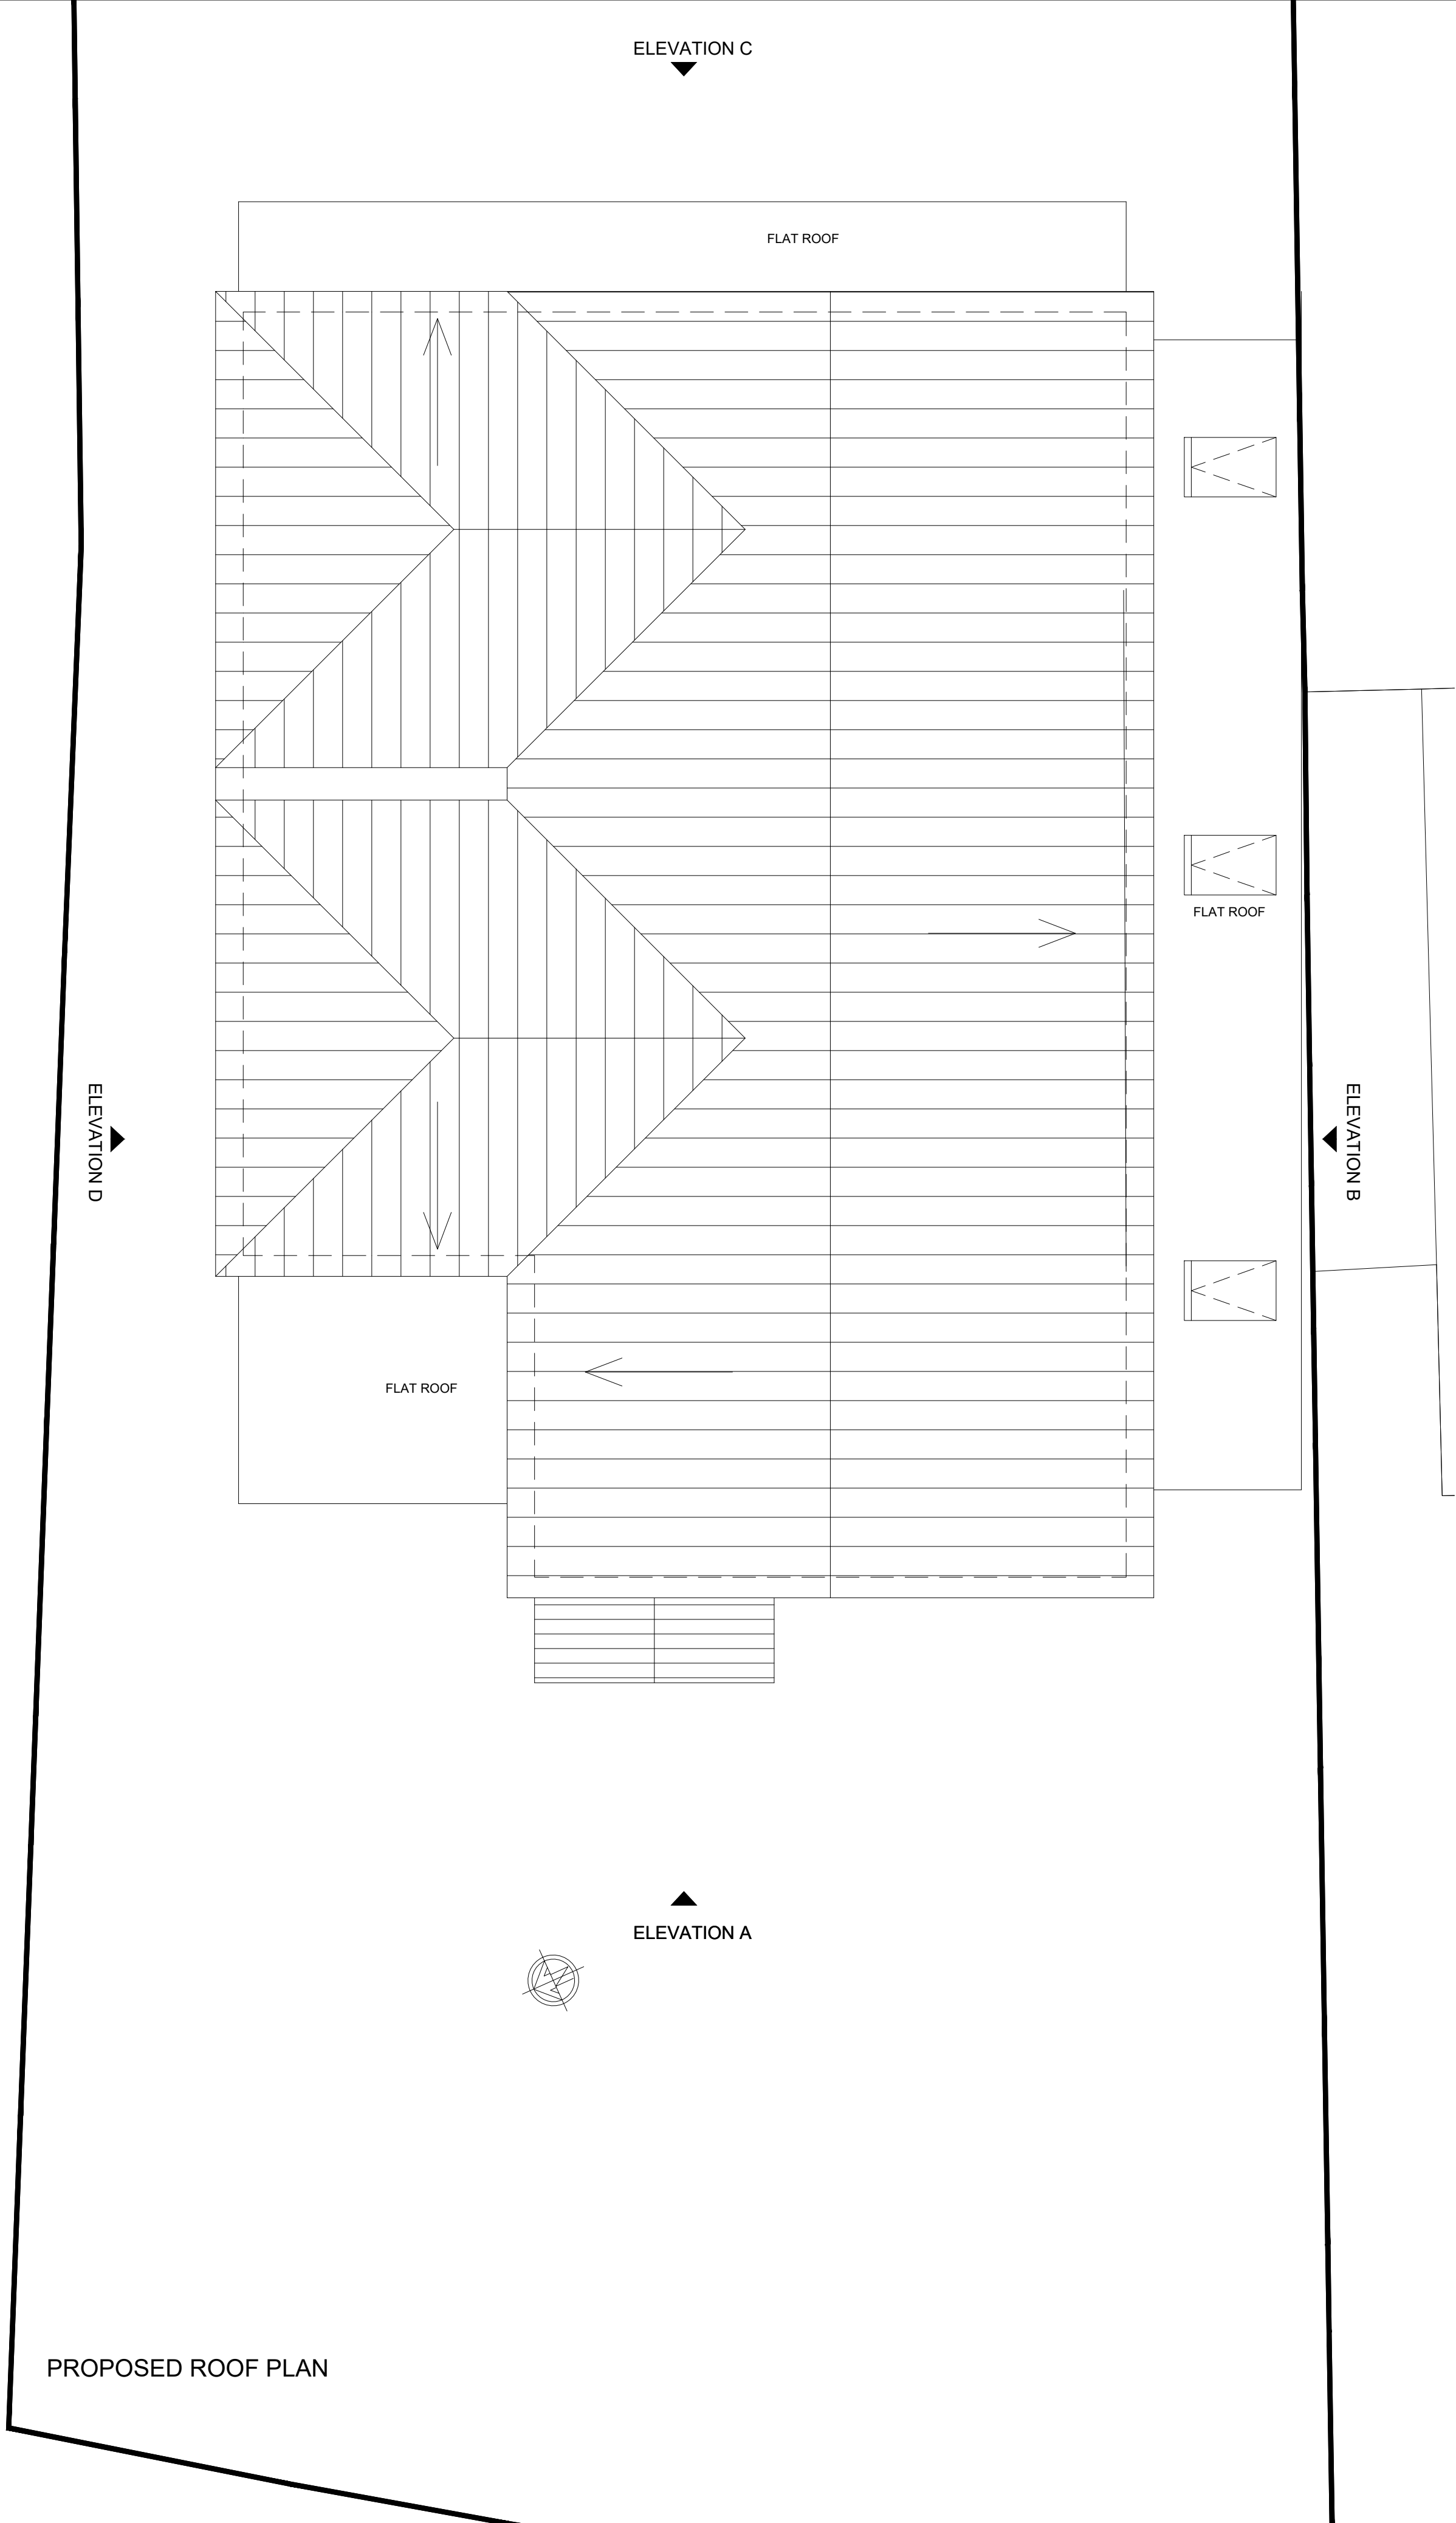 ELEVATION C
FLAT ROOF
FLAT ROOF
ELEVATION D
ELEVATION B
FLAT ROOF
ELEVATION A
N
PROPOSED ROOF PLAN